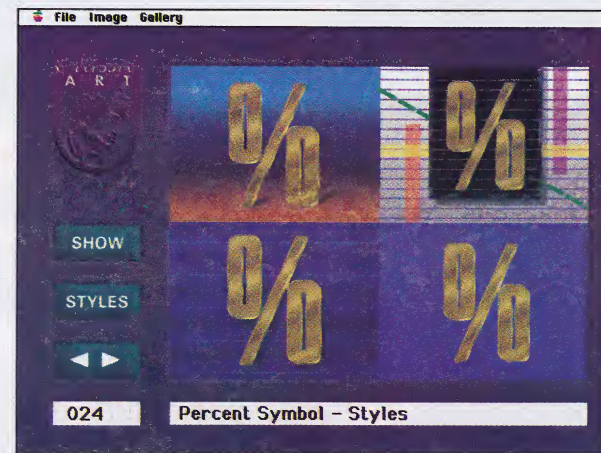 File Image Gallery
A R T
SHOW
STYLES
024
Percent Symbol – Styles
%
%
%
%